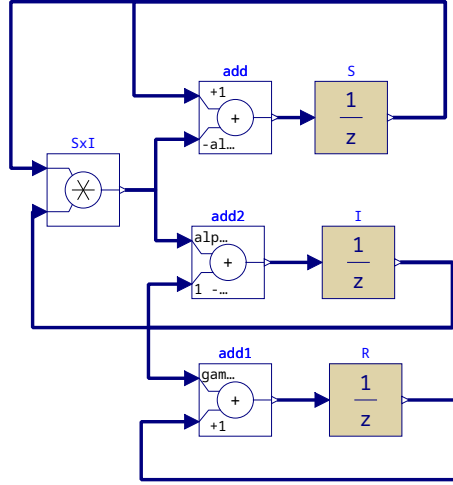 add
S
+1
+
-al…
1
z
SxI
add2
I
alp…
+
1 -…
1
z
add1
R
gam…
+
+1
1
z